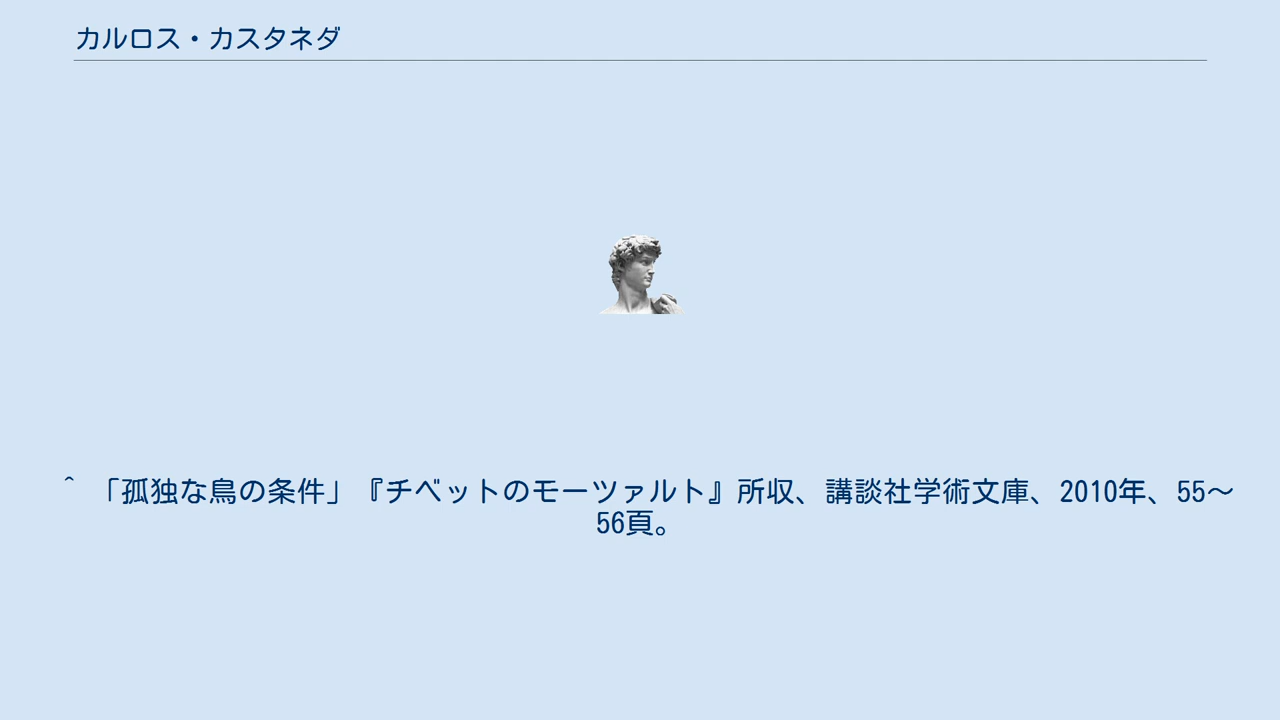 カルロス・カスタネダ
^ 「孤独な鳥の条件」『チベットのモーツァルト』所収、講談社学術文庫、2010年、55～
56頁。